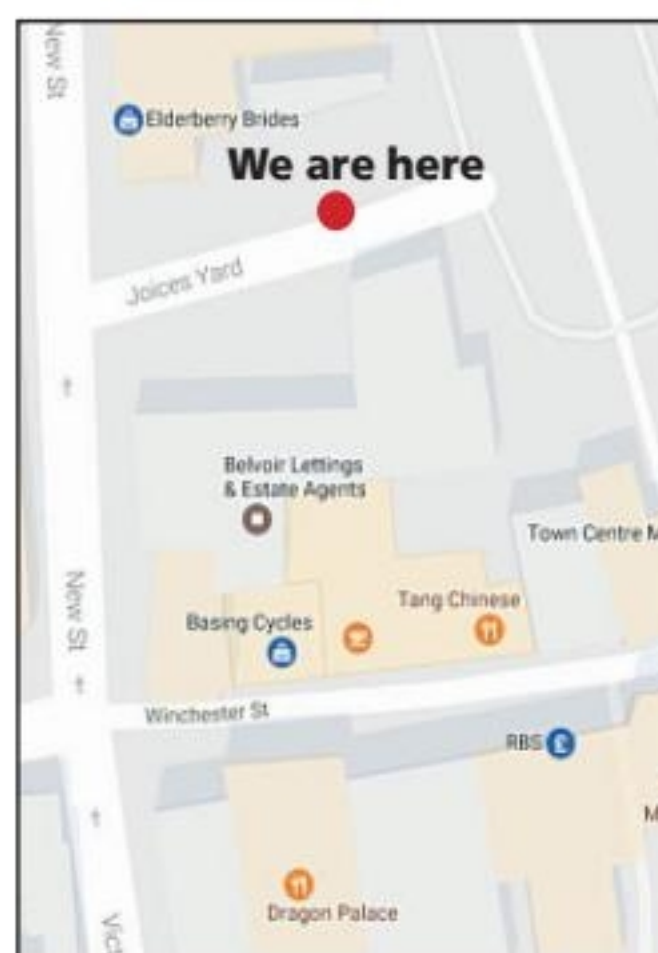 New St
Elderberry Brides
We are here
Joices Yard
Belvoir Lettings
& Estate Agents
Town Centre M
New St
Tang Chinese
Basing Cycles
Winchester St
RBS
M
Dragon Palace
Vic